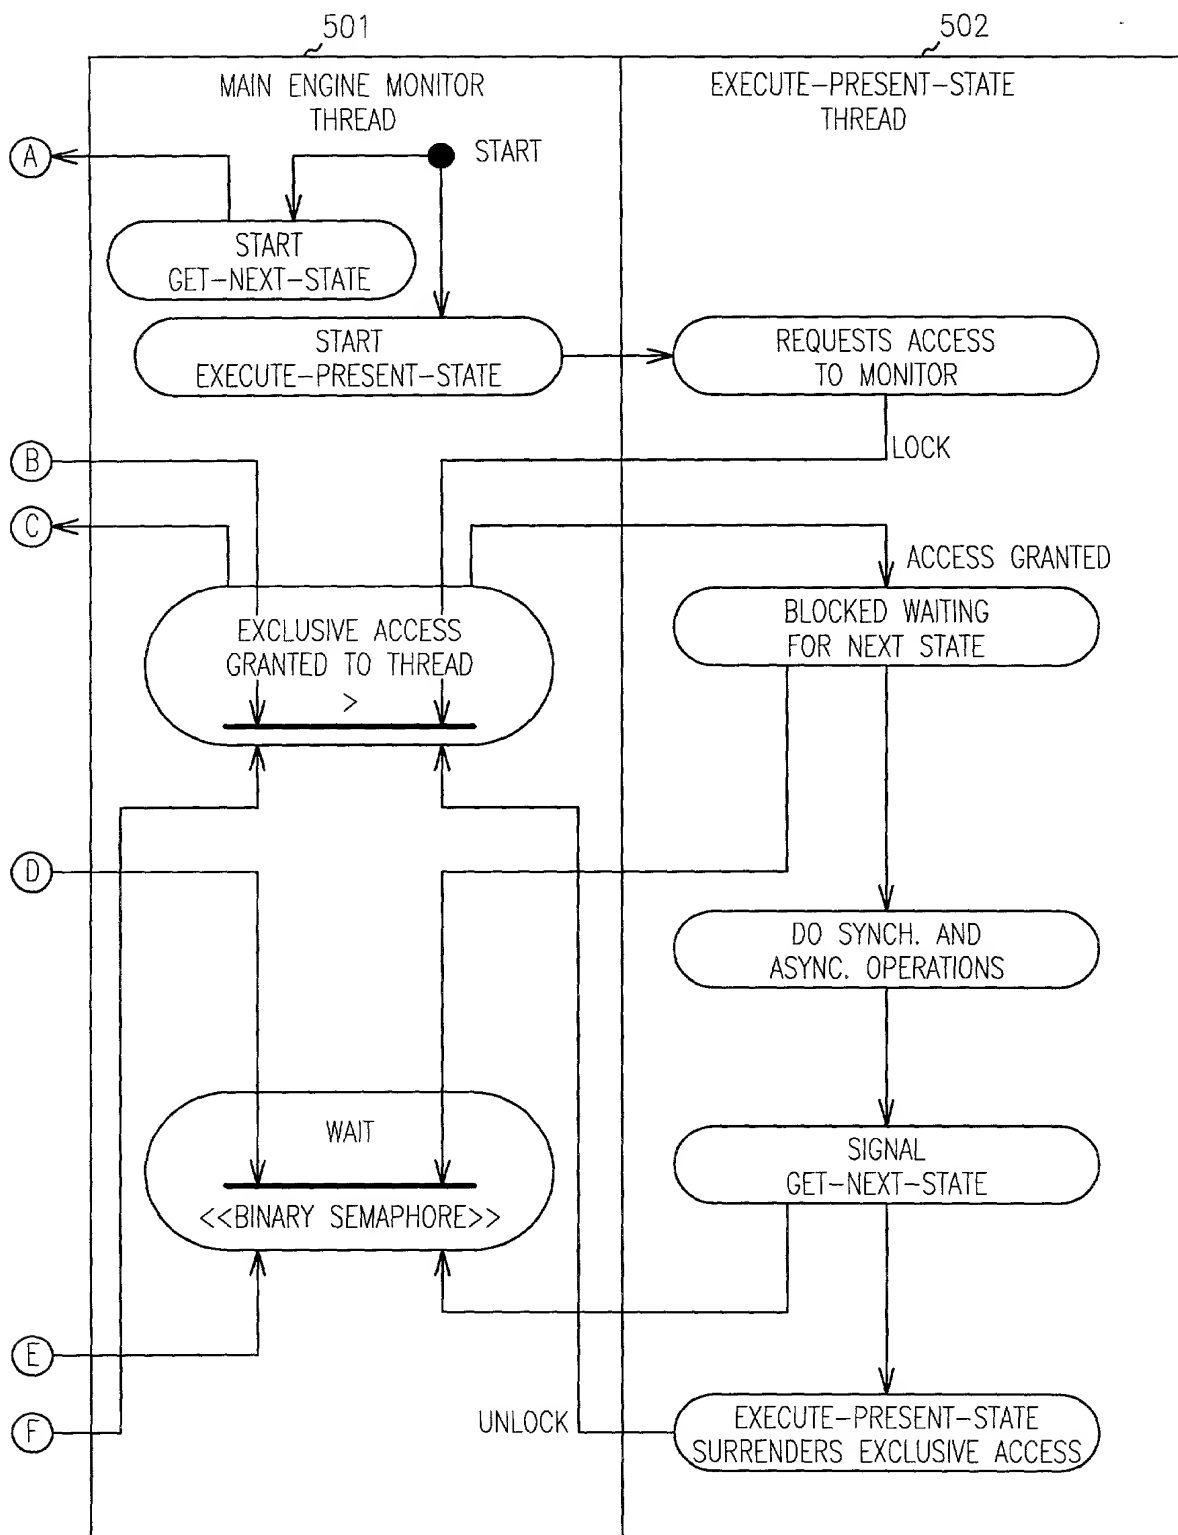 501
502
MAIN ENGINE MONITOR
THREAD
EXECUTE-PRESENT-STATE
THREAD
A
START
START
GET-NEXT-STATE
START
EXECUTE-PRESENT-STATE
REQUESTS ACCESS
TO MONITOR
B
LOCK
C
ACCESS GRANTED
EXCLUSIVE ACCESS
GRANTED TO THREAD
>
BLOCKED WAITING
FOR NEXT STATE
D
DO SYNCH. AND
ASYNC. OPERATIONS
WAIT
<<BINARY SEMAPHORE>>
SIGNAL
GET-NEXT-STATE
E
F
UNLOCK
EXECUTE-PRESENT-STATE
SURRENDERS EXCLUSIVE ACCESS